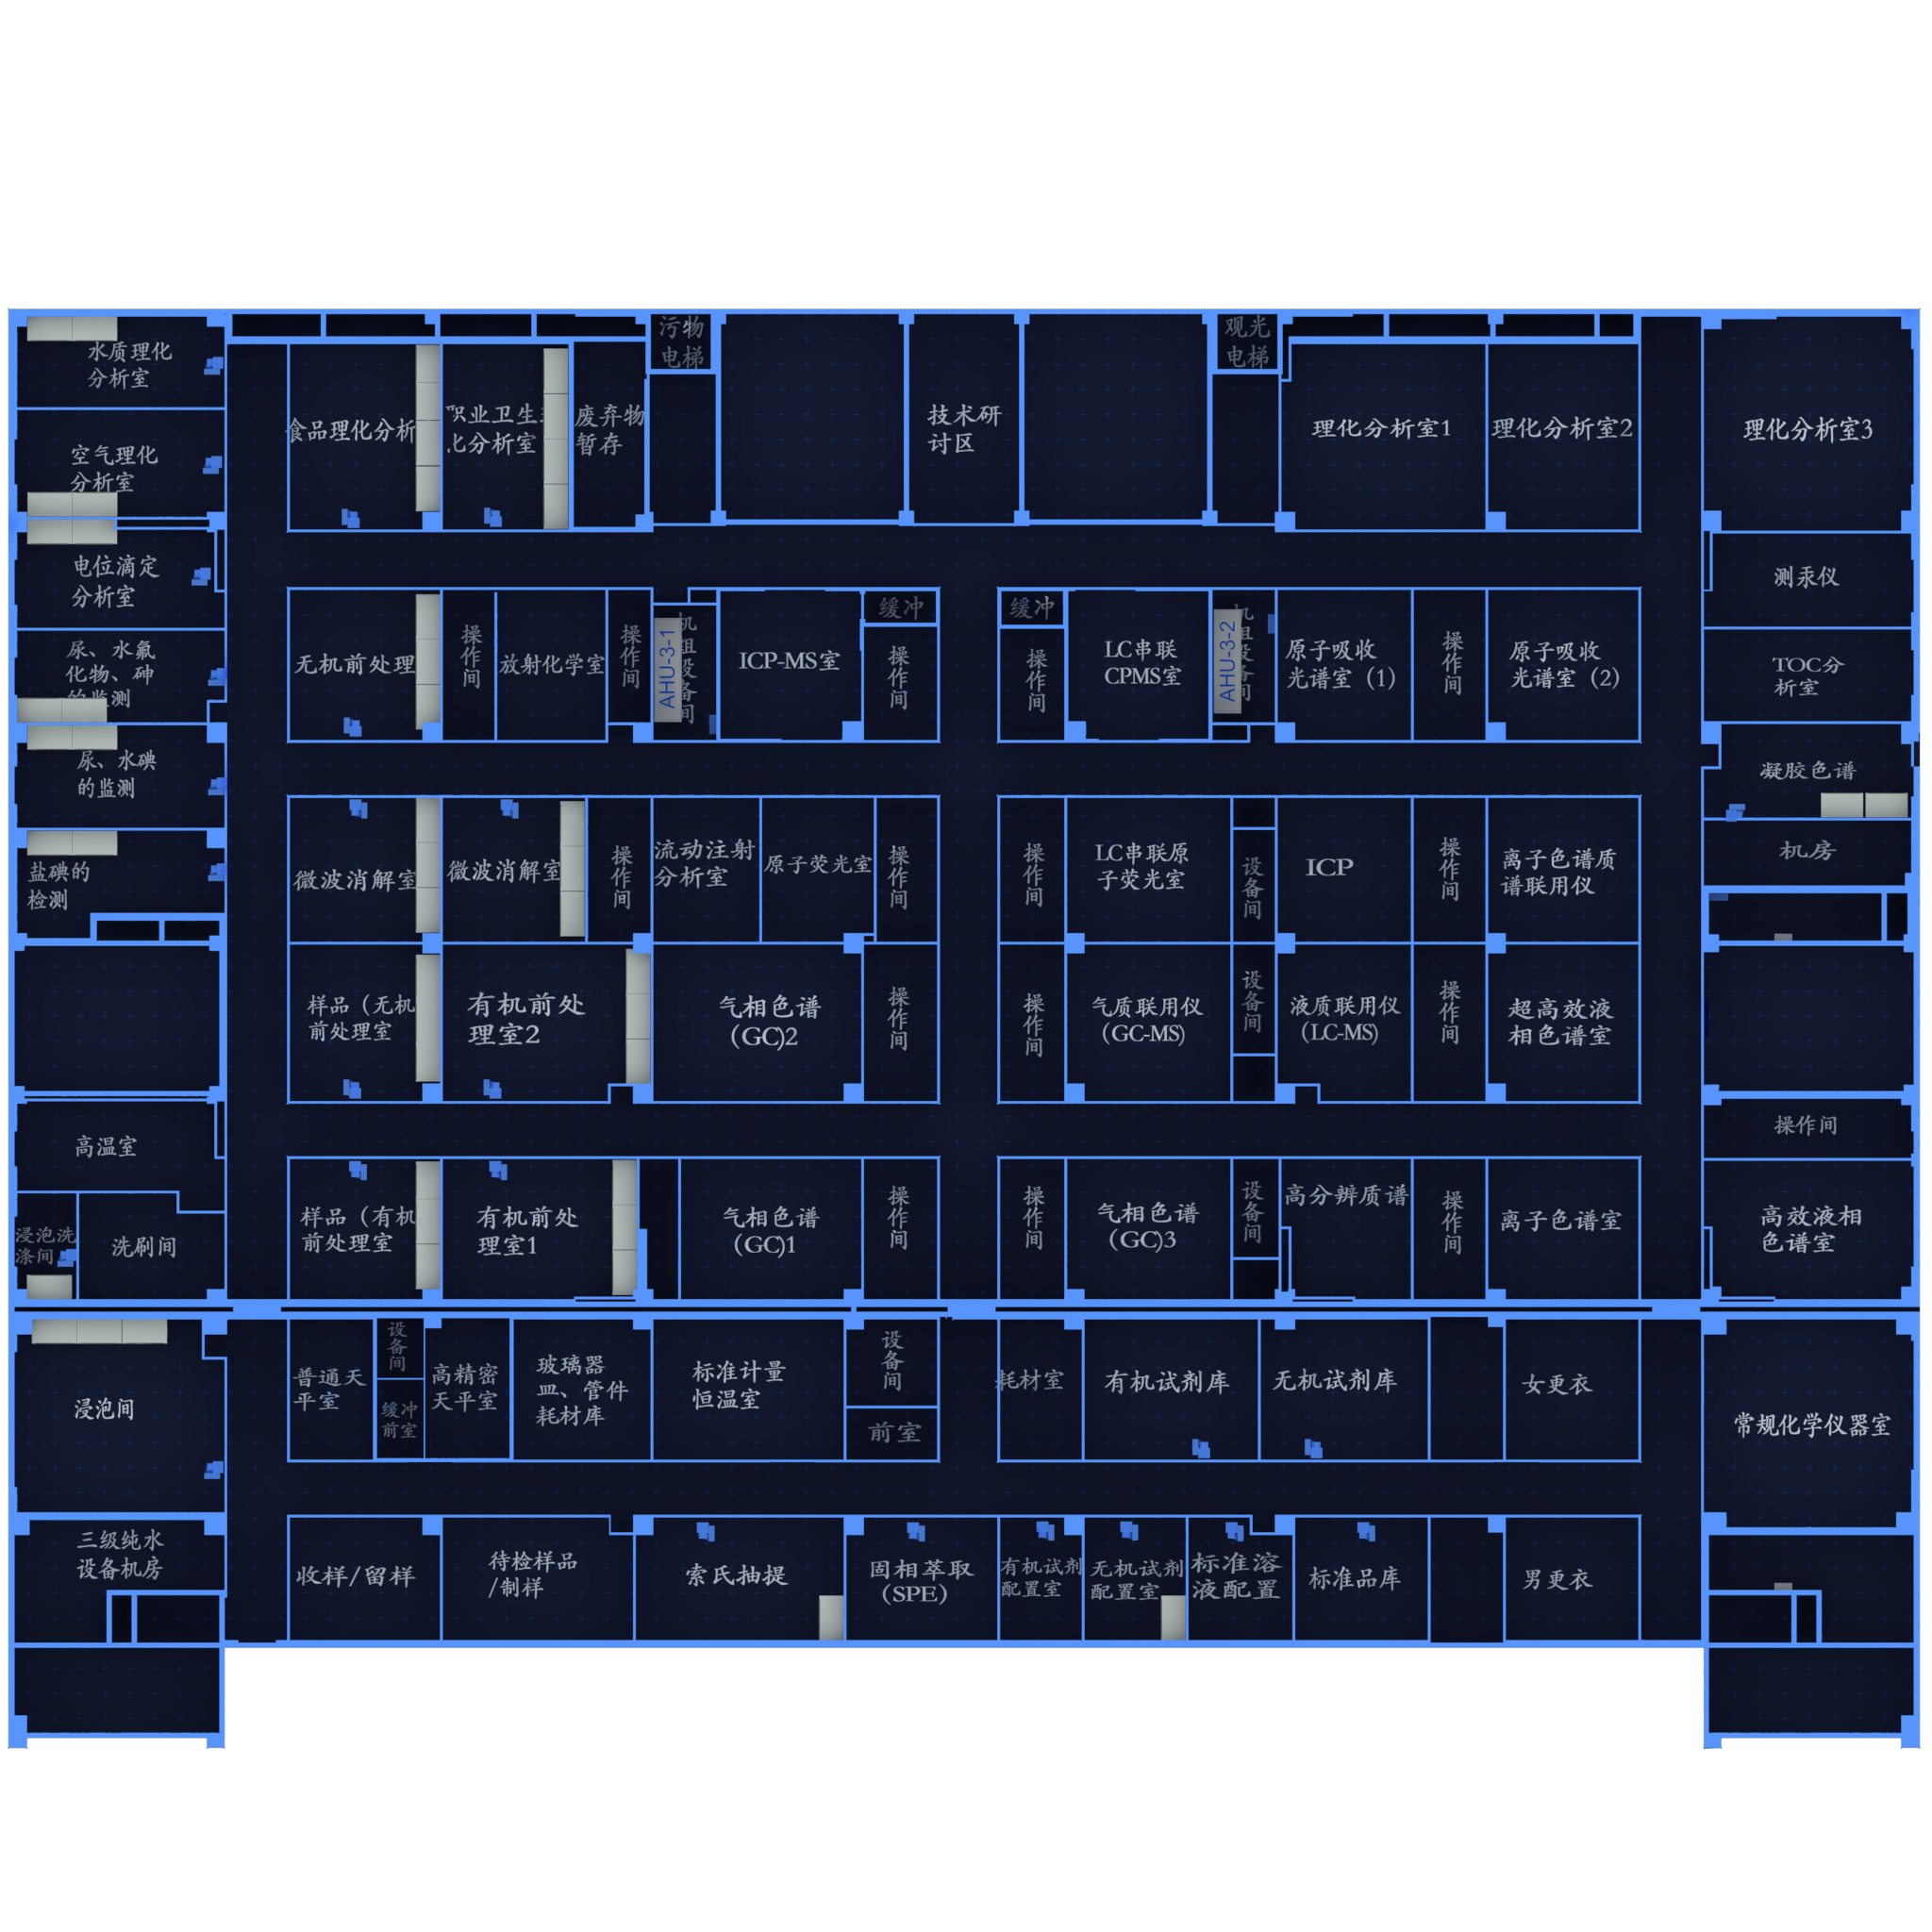 污物
电梯
观光
电梯
水质理化
分析室
食品理化分析
职业卫生
化分析室
废弃物
暂存
技术研
讨区
理化分析室1
理化分析室2
理化分析室3
空气理化
分析室
电位滴定
分析室
无机前处理
操作间
放射化学室
操作间
AHU-3-1
机组设备间
ICP-MS室
缓冲
操作间
缓冲
操作间
LC串联
CPMS室
AHU-3-2
机组设备间
原子吸收
光谱室（1）
操作间
原子吸收
光谱室（2）
测汞仪
TOC分
析室
尿、水氟
化物、砷
的监测
尿、水碘
的监测
凝胶色谱
机房
盐碘的
检测
微波消解室
微波消解室
操作间
流动注射
分析室
原子荧光室
操作间
操作间
LC串联原
子荧光室
设备间
ICP
操作间
离子色谱质
谱联用仪
样品（无机
前处理室
有机前处
理室2
气相色谱
（GC)2
操作间
操作间
气质联用仪
（GC-MS)
设备间
液质联用仪
（LC-MS)
操作间
超高效液
相色谱室
高温室
操作间
浸泡洗
涤间
洗刷间
样品（有机
前处理室
有机前处
理室1
气相色谱
（GC)1
操作间
操作间
气相色谱
（GC)3
设备间
高分辨质谱
操作间
离子色谱室
高效液相
色谱室
浸泡间
普通天
平室
设备间
缓冲
前室
高精密
天平室
玻璃器
皿、管件
耗材库
标准计量
恒温室
设备间
前室
耗材室
有机试剂库
无机试剂库
女更衣
常规化学仪器室
三级纯水
设备机房
收样/留样
待检样品
/制样
索氏抽提
固相萃取
（SPE）
有机试剂
配置室
无机试剂
配置室
标准溶
液配置
标准品库
男更衣